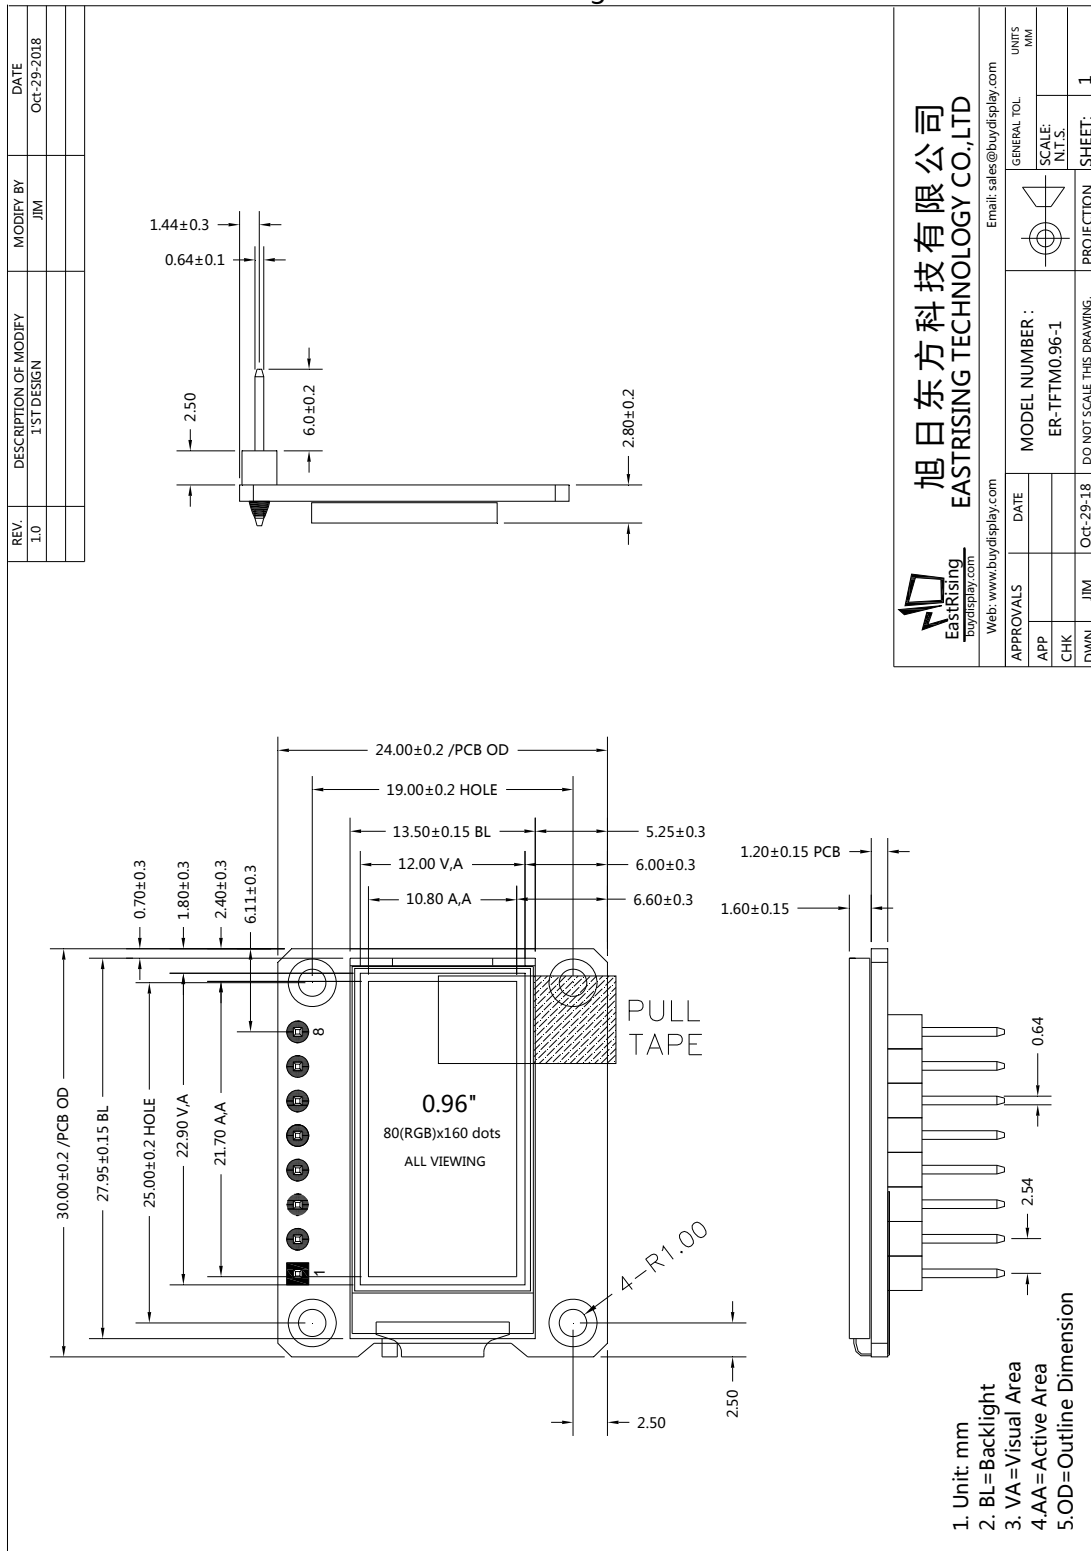 REV.
DESCRIPTION OF MODIFY
MODIFY BY
DATE
1.0
1'ST DESIGN
JIM
Oct-29-2018
1.44±0.3
0.64±0.1
2.50
6.0±0.2
2.80±0.2
EastRising
buydisplay.com
旭日东方科技有限公司
EASTRISING TECHNOLOGY CO.,LTD
Web: www.buydisplay.com
Email: sales@buydisplay.com
APPROVALS
DATE
MODEL NUMBER :
ER-TFTM0.96-1
GENERAL TOL.
UNITS
MM
APP
CHK
SCALE:
N.T.S.
DWN
JIM
Oct-29-18
DO NOT SCALE THIS DRAWING.
PROJECTION
SHEET:
1
24.00±0.2 /PCB OD
19.00±0.2 HOLE
13.50±0.15 BL
5.25±0.3
12.00 V,A
6.00±0.3
10.80 A,A
6.60±0.3
0.70±0.3
1.80±0.3
2.40±0.3
6.11±0.3
30.00±0.2 /PCB OD
27.95±0.15 BL
25.00±0.2 HOLE
22.90 V,A
21.70 A,A
8
1
PULL
TAPE
0.96"
80(RGB)x160 dots
ALL VIEWING
4-R1.00
2.50
2.50
1.20±0.15 PCB
1.60±0.15
0.64
2.54
1. Unit: mm
2. BL=Backlight
3. VA=Visual Area
4.AA=Active Area
5.OD=Outline Dimension